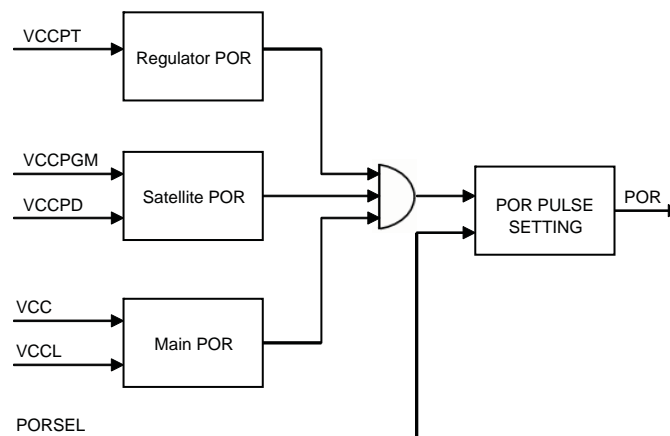 VCCPT
Regulator POR
VCCPGM
Satellite POR
VCCPD
POR PULSE
SETTING
POR
VCC
Main POR
VCCL
PORSEL